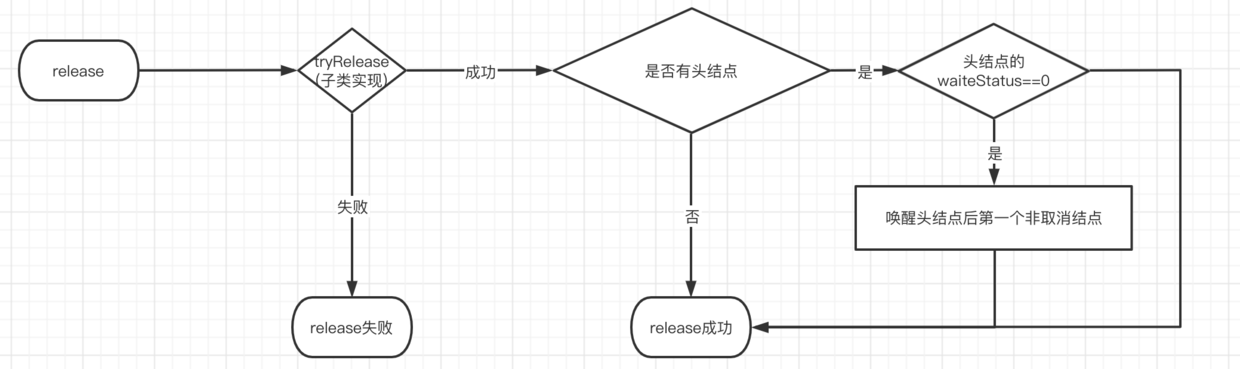 release
tryRelease
(子类实现)
成功
是否有头结点
是
头结点的
waiteStatus==0
是
唤醒头结点后第一个非取消结点
失败
否
release失败
release成功